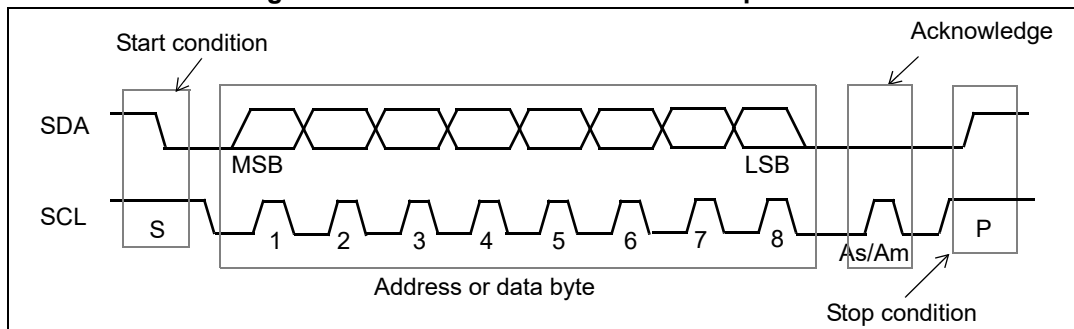 Start condition
Acknowledge
SDA
MSB
LSB
SCL
S
1 2 3 4 5 6 7 8
As/Am
P
Address or data byte
Stop condition